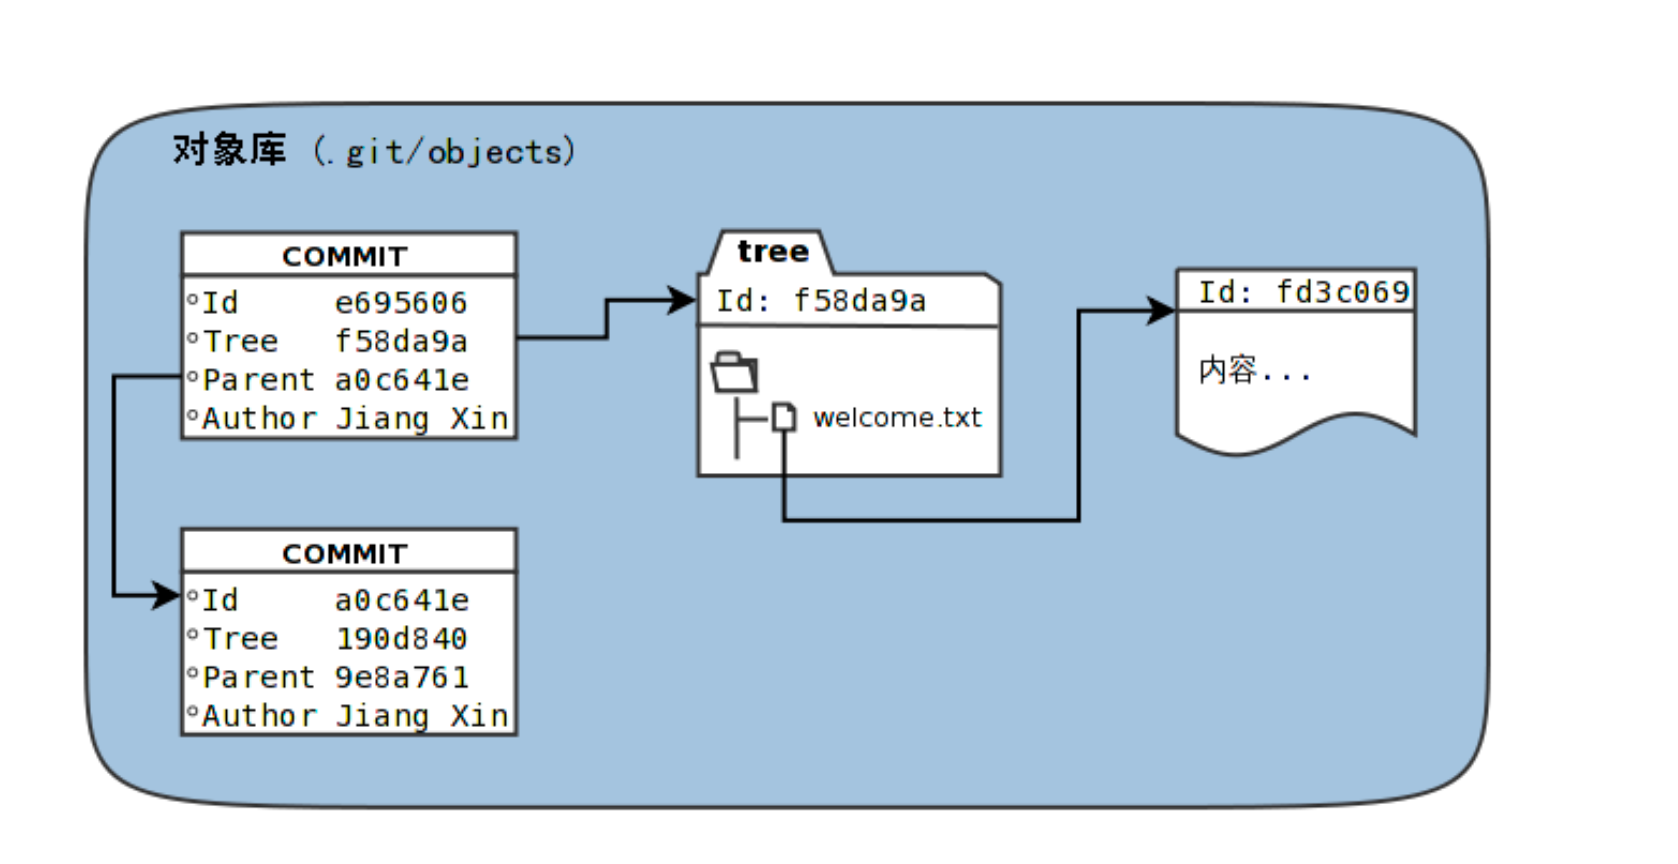 对象库 (.git/objects)
COMMIT
Id e695606
Tree f58da9a
Parent a0c641e
Author Jiang Xin
tree
Id: f58da9a
welcome.txt
Id: fd3c069
内容...
COMMIT
Id a0c641e
Tree 190d840
Parent 9e8a761
Author Jiang Xin